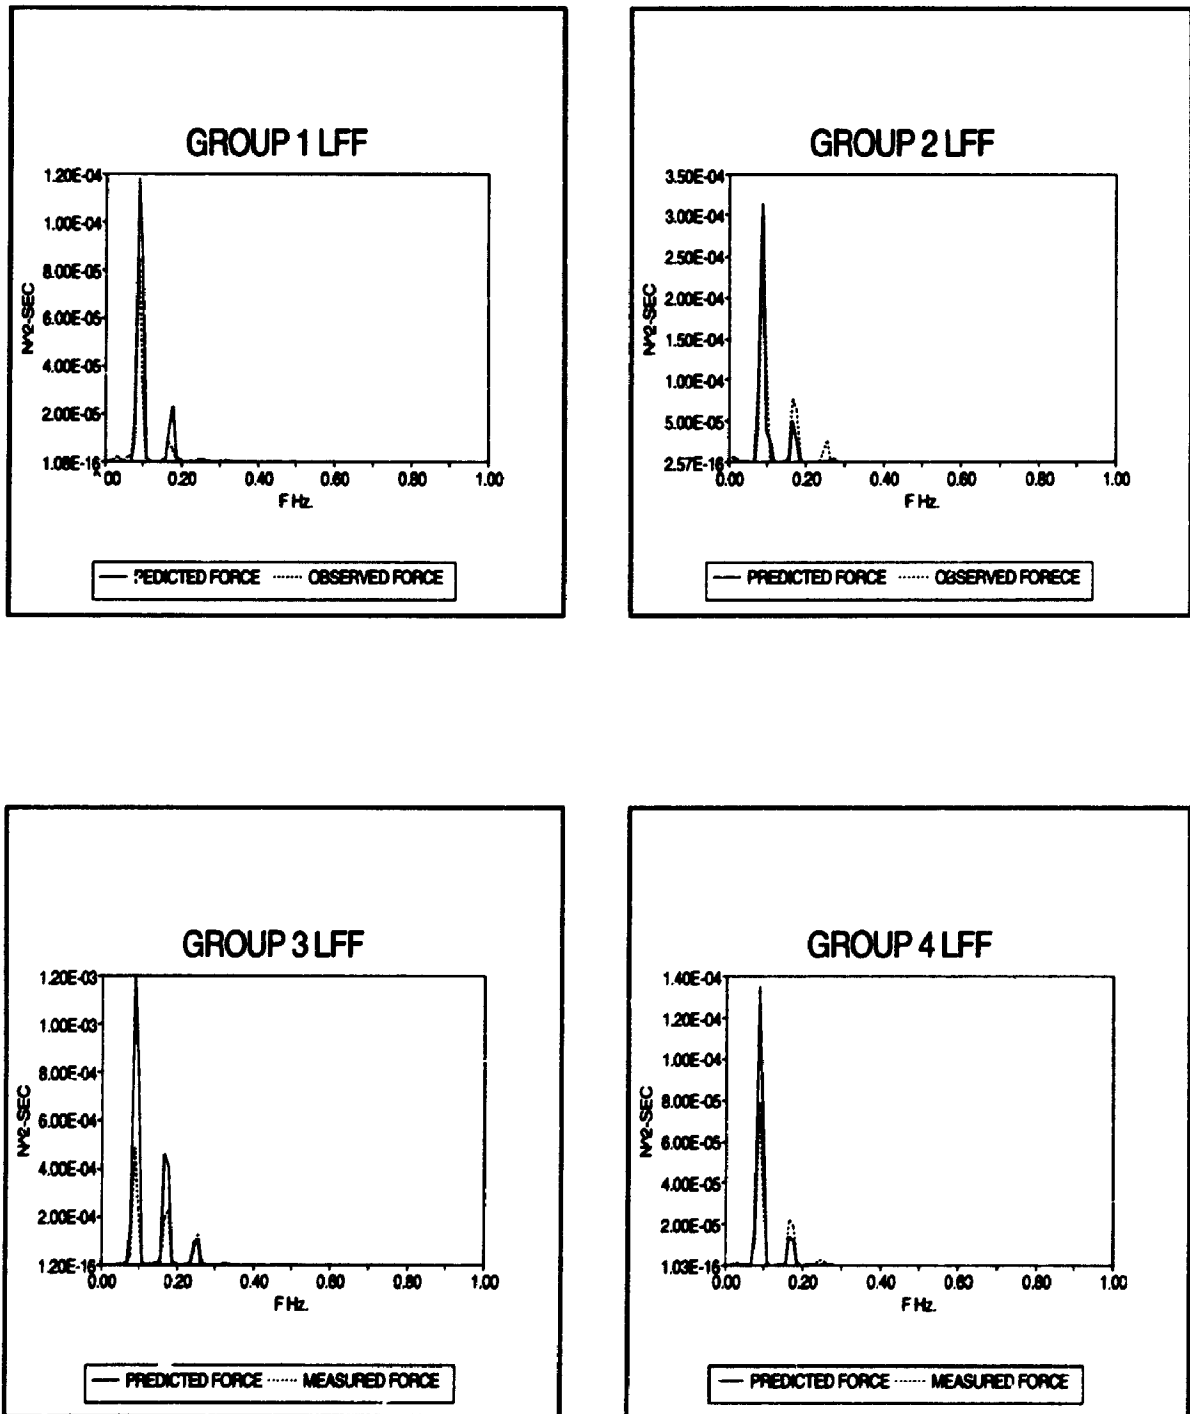 GROUP 1 LFF
1.20E-04
1.00E-04
8.00E-05
6.00E-05
4.00E-05
2.00E-05
1.08E-16
N^2-SEC
0.20 0.40 0.60 0.80 1.00
F Hz.
OBSERVED FORCE
GROUP 2 LFF
3.50E-04
3.00E-04
2.50E-04
2.00E-04
1.50E-04
1.00E-04
5.00E-05
2.57E-16
N^2-SEC
0.00 0.20 0.40 0.60 0.80 1.00
F Hz.
PREDICTED FORCE OBSERVED FORECE
GROUP 3 LFF
1.20E-03
1.00E-03
8.00E-04
6.00E-04
4.00E-04
2.00E-04
1.20E-16
N^2-SEC
0.00 0.20 0.40 0.60 0.80 1.00
F Hz.
PREDICTED FORCE MEASURED FORCE
GROUP 4 LFF
1.40E-04
1.20E-04
1.00E-04
8.00E-05
6.00E-05
4.00E-05
2.00E-05
1.03E-16
N^2-SEC
0.00 0.20 0.40 0.60 0.80 1.00
F Hz.
PREDICTED FORCE MEASURED FORCE